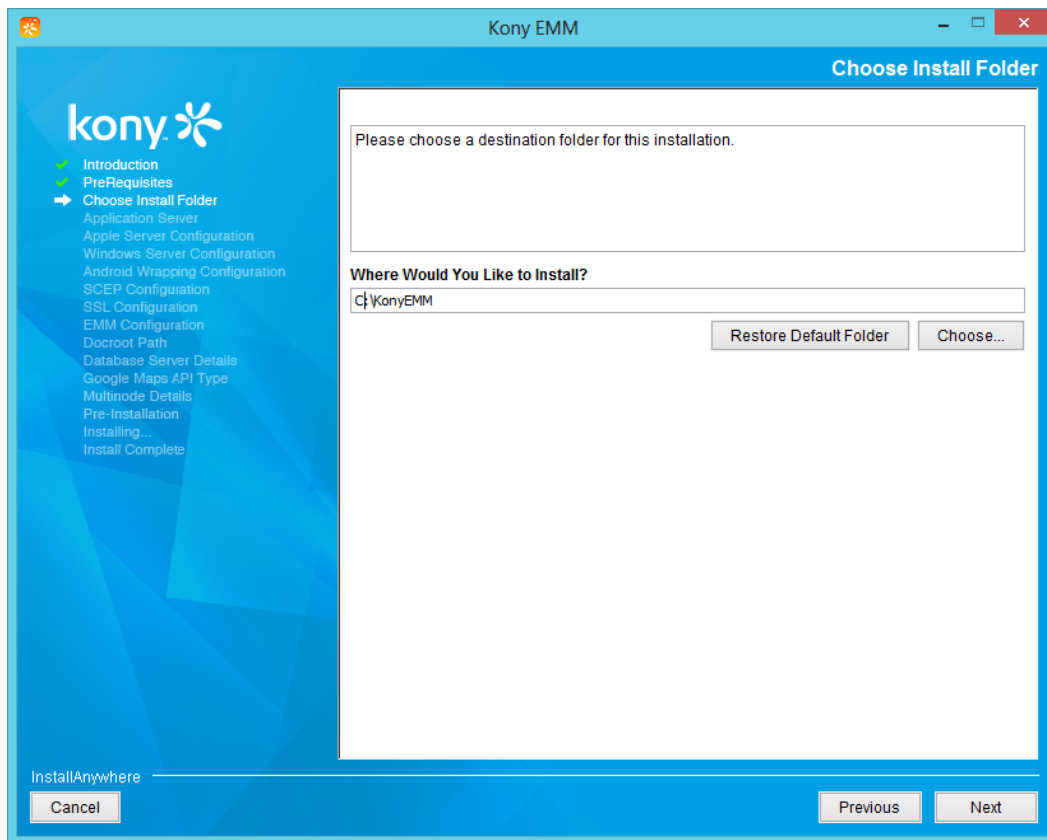 Kony EMM
Choose Install Folder
kony
Introduction
PreRequisites
Choose Install Folder
Application Server
Apple Server Configuration
Windows Server Configuration
Android Wrapping Configuration
SCEP Configuration
SSL Configuration
EMM Configuration
Docroot Path
Database Server Details
Google Maps API Type
Multinode Details
Pre-Installation
Installing...
Install Complete
Please choose a destination folder for this installation.
Where Would You Like to Install?
C:\KonyEMM
Restore Default Folder
Choose...
InstallAnywhere
Cancel
Previous
Next